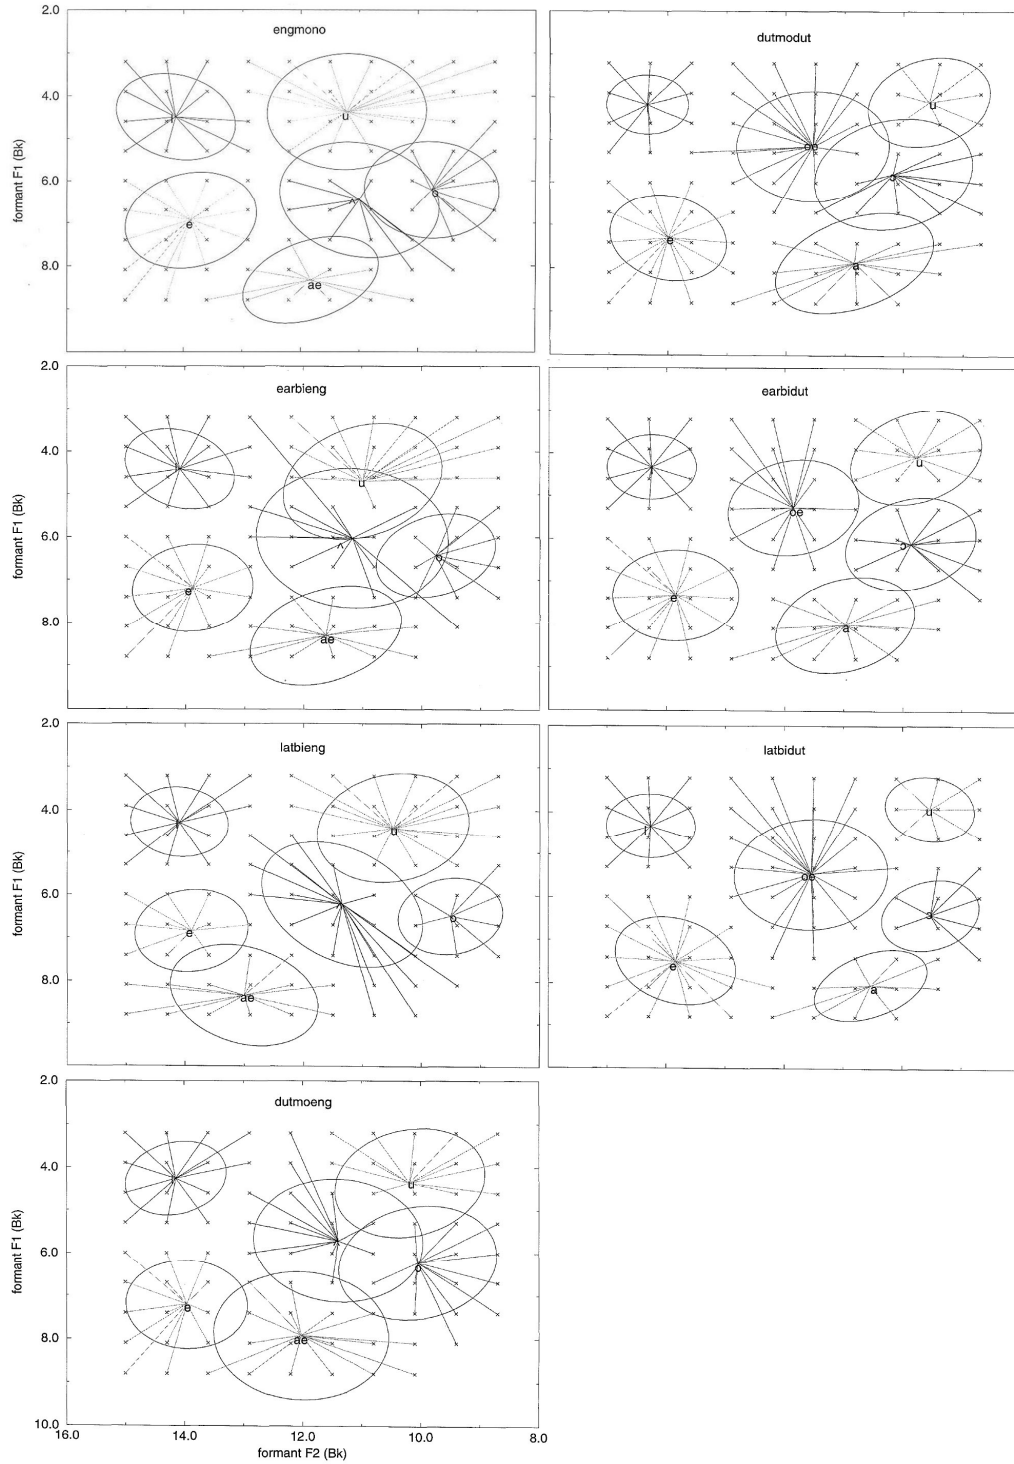 2.0
engmono
4.0
i
u
formant F1 (Bk)
6.0
^
o
e
8.0
ae
dutmodut
i
u
oe
ɔ
e
a
2.0
earbieng
4.0
i
u
formant F1 (Bk)
6.0
^
o
e
8.0
ae
earbidut
i
u
oe
ɔ
e
a
2.0
latbieng
4.0
i
u
formant F1 (Bk)
6.0
^
o
e
8.0
ae
latbidut
i
u
oe
ɔ
e
a
2.0
dutmoeng
4.0
i
u
formant F1 (Bk)
6.0
^
o
e
8.0
ae
10.0
16.0 14.0 12.0 10.0 8.0
formant F2 (Bk)